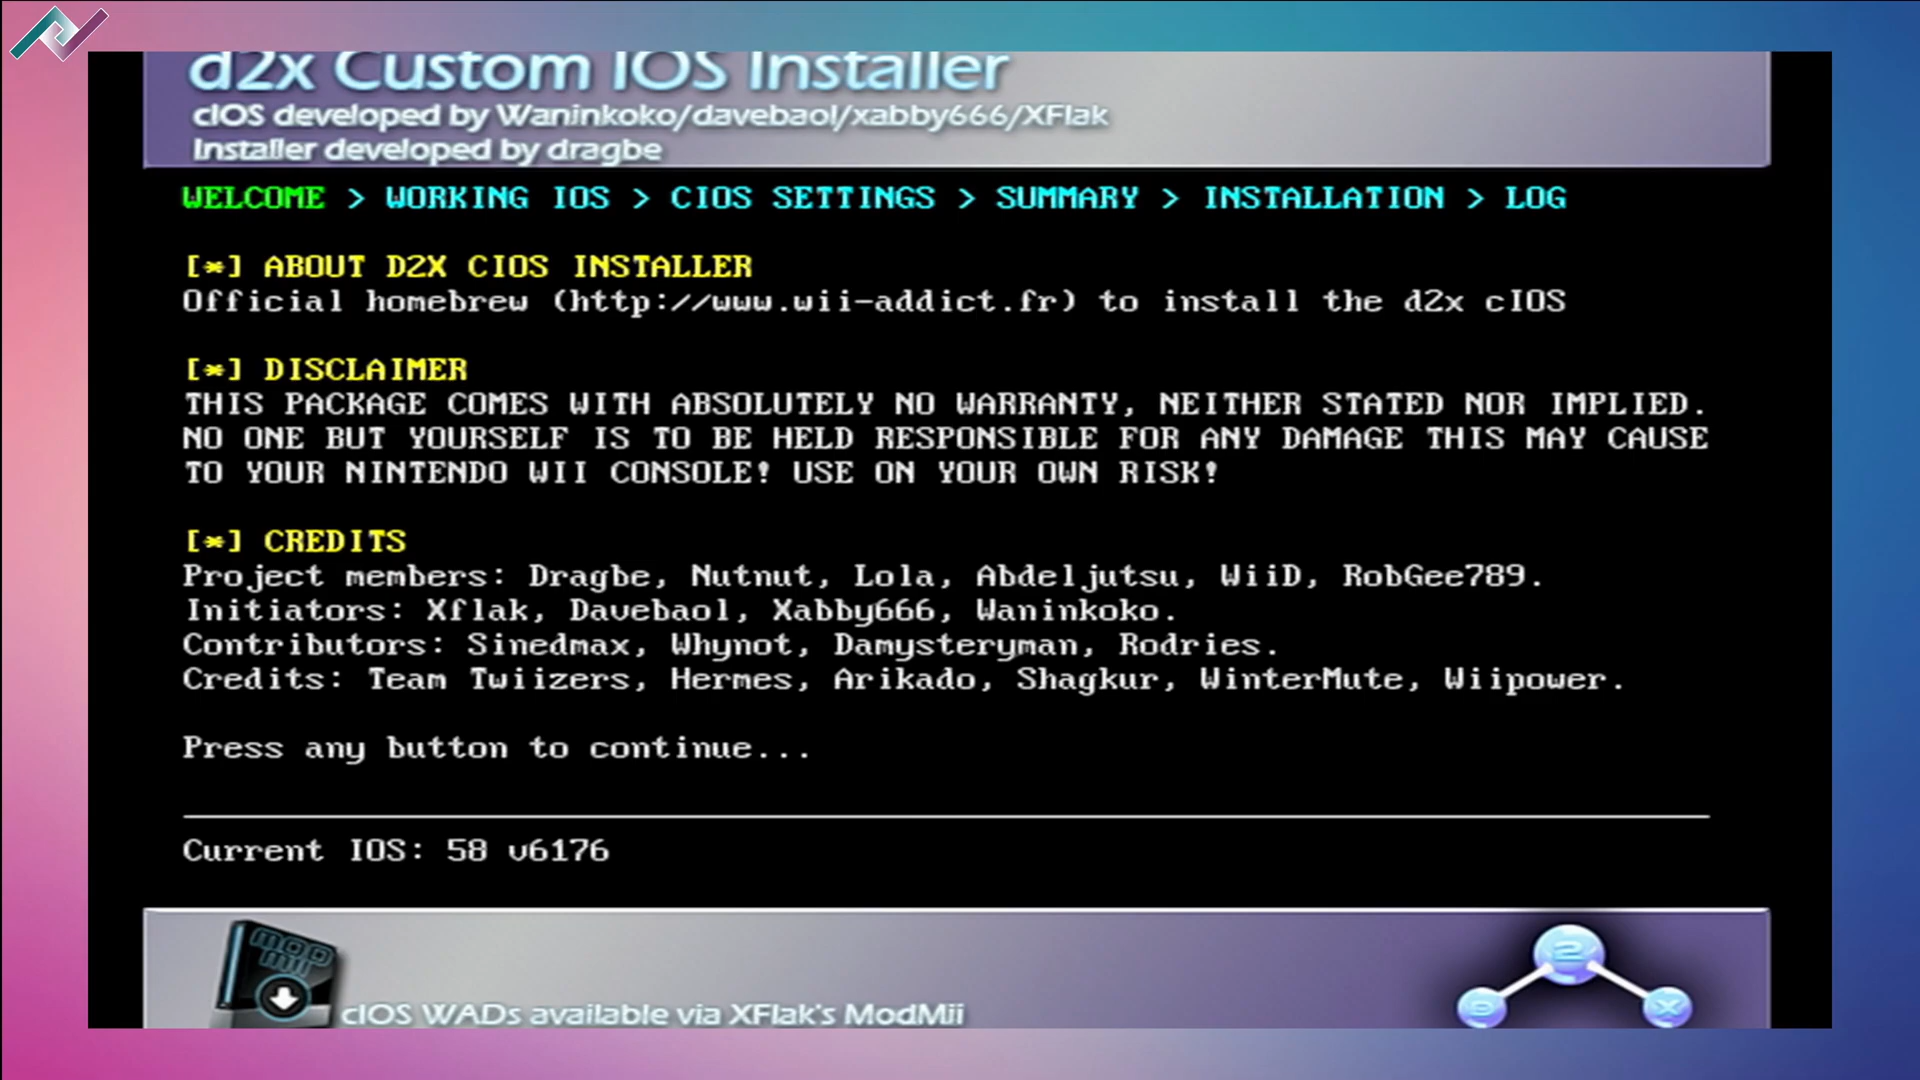 d2x Custom IOS Installer
cIOS developed by Waninkoko/davebaol/xabby666/XFlak
Installer developed by dragbe
WELCOME > WORKING IOS > CIOS SETTINGS > SUMMARY > INSTALLATION > LOG
[*] ABOUT D2X CIOS INSTALLER
Official homebrew (http://www.wii-addict.fr) to install the d2x cIOS
[*] DISCLAIMER
THIS PACKAGE COMES WITH ABSOLUTELY NO WARRANTY, NEITHER STATED NOR IMPLIED.
NO ONE BUT YOURSELF IS TO BE HELD RESPONSIBLE FOR ANY DAMAGE THIS MAY CAUSE
TO YOUR NINTENDO WII CONSOLE! USE ON YOUR OWN RISK!
[*] CREDITS
Project members: Dragbe, Nutnut, Lola, Abdeljutsu, WiiD, RobGee789.
Initiators: Xflak, Davebaol, Xabby666, Waninkoko.
Contributors: Sinedmax, Whynot, Damysteryman, Rodries.
Credits: Team Twiizers, Hermes, Arikado, Shagkur, WinterMute, Wiipower.
Press any button to continue...
Current IOS: 58 v6176
MOD
MII
cIOS WADs available via XFlak's ModMii
2
D X